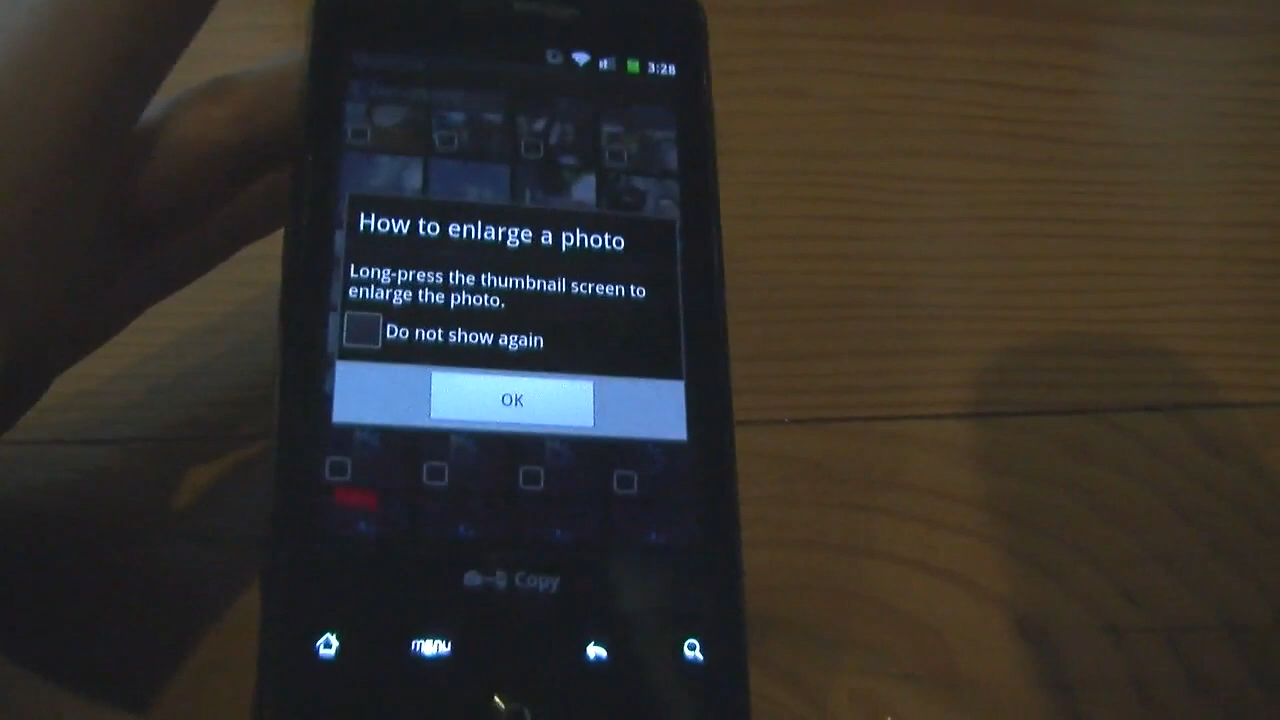 3:28
How to enlarge a photo
Long-press the thumbnail screen to
enlarge the photo.
Do not show again
OK
Copy
menu